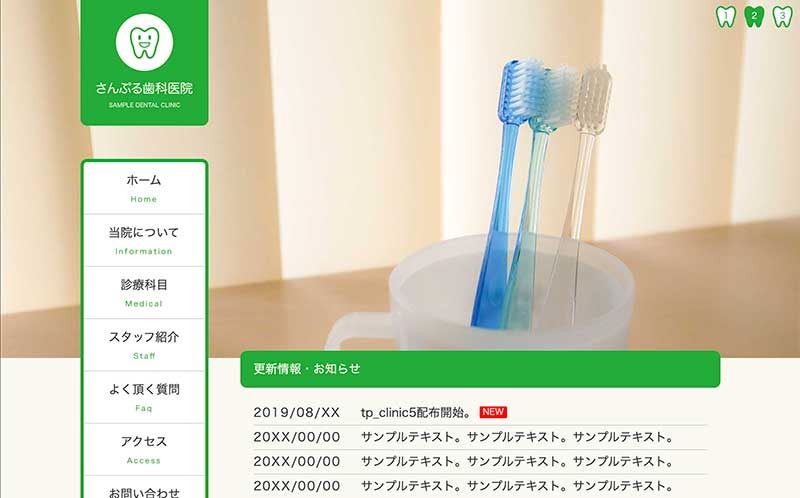 1 2 3
さんぷる歯科医院
SAMPLE DENTAL CLINIC
ホーム
Home
当院について
Information
診療科目
Medical
スタッフ紹介
Staff
よく頂く質問
Faq
アクセス
Access
お問い合わせ
更新情報・お知らせ
2019/08/XX tp_clinic5配布開始。 NEW
20XX/00/00 サンプルテキスト。サンプルテキスト。サンプルテキスト。
20XX/00/00 サンプルテキスト。サンプルテキスト。サンプルテキスト。
20XX/00/00 サンプルテキスト。サンプルテキスト。サンプルテキスト。